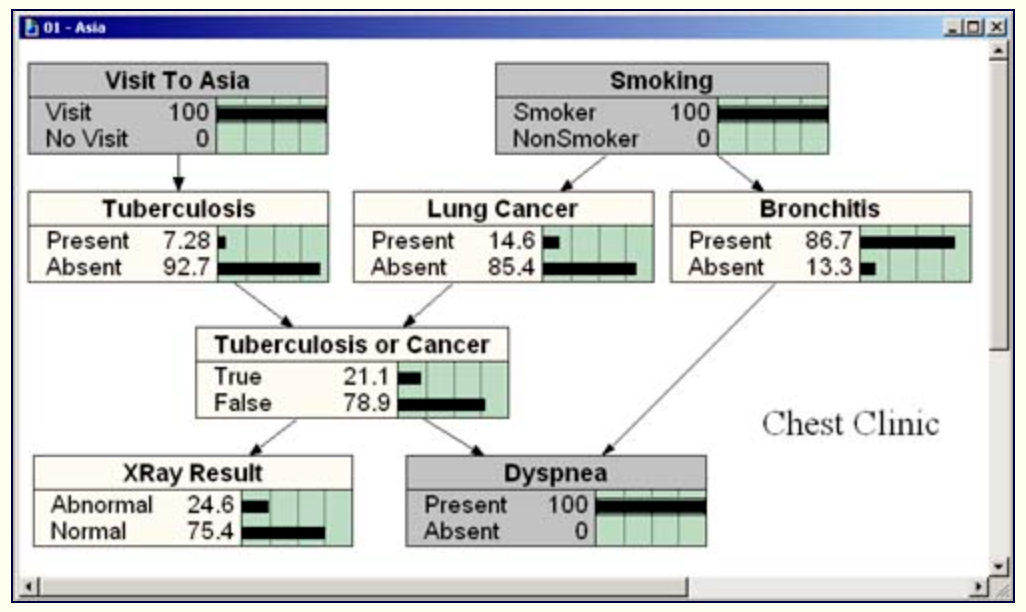 01 - Asia
Visit To Asia
Visit 100
No Visit 0
Smoking
Smoker 100
NonSmoker 0
Tuberculosis
Present 7.28
Absent 92.7
Lung Cancer
Present 14.6
Absent 85.4
Bronchitis
Present 86.7
Absent 13.3
Tuberculosis or Cancer
True 21.1
False 78.9
Chest Clinic
XRay Result
Abnormal 24.6
Normal 75.4
Dyspnea
Present 100
Absent 0